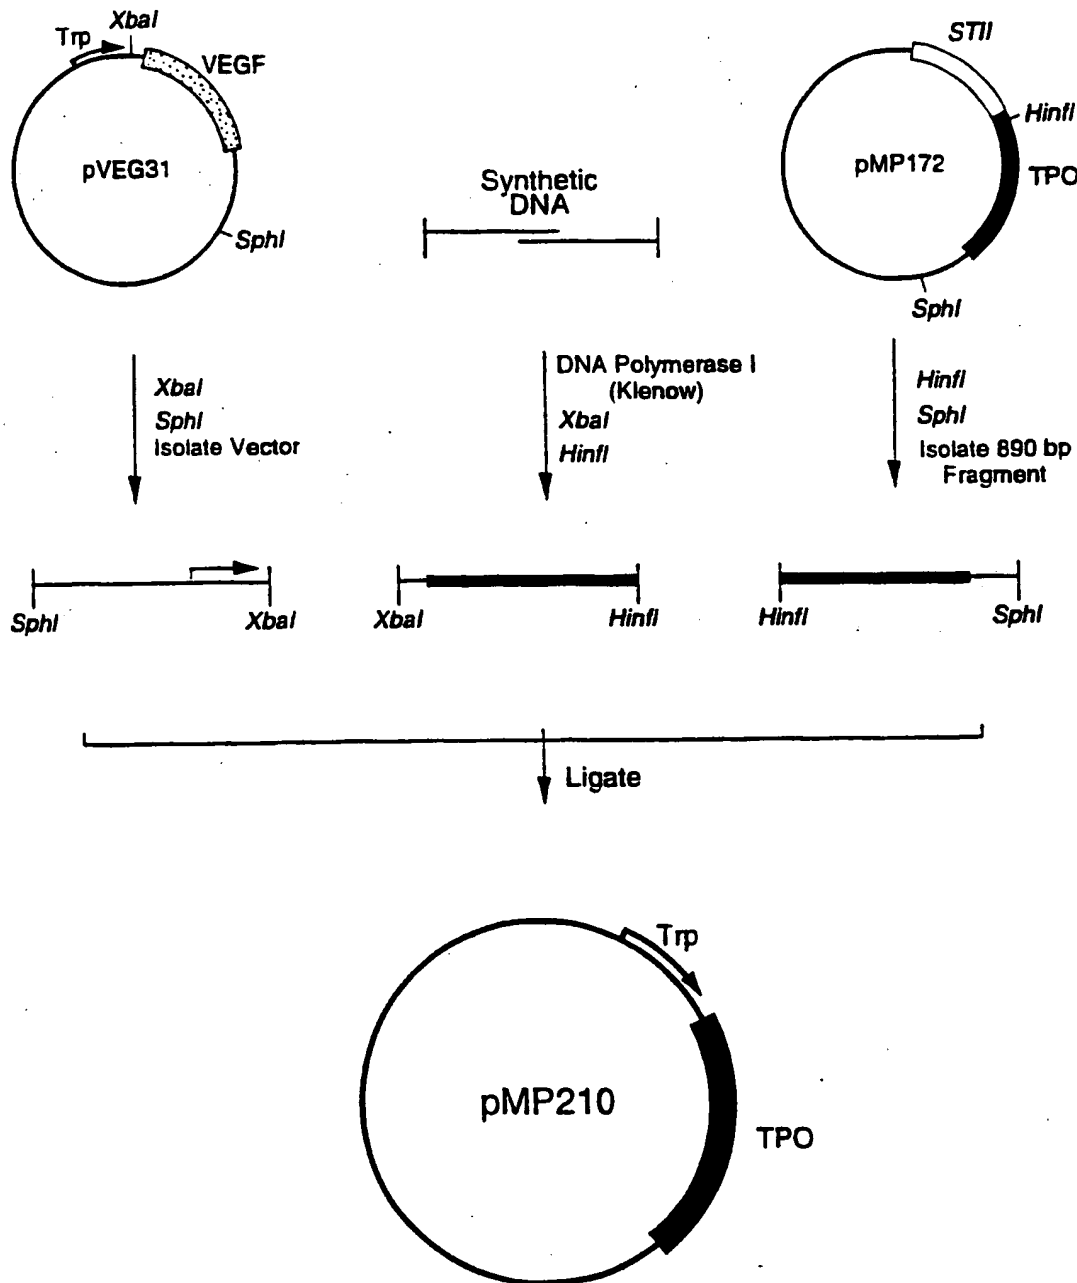 XbaI
Trp
VEGF
pVEG31
SphI
Synthetic
DNA
STII
HinfI
pMP172
TPO
SphI
XbaI
SphI
Isolate Vector
DNA Polymerase I
(Klenow)
XbaI
HinfI
HinfI
SphI
Isolate 890 bp
Fragment
SphI
XbaI
XbaI
HinfI
HinfI
SphI
Ligate
Trp
pMP210
TPO